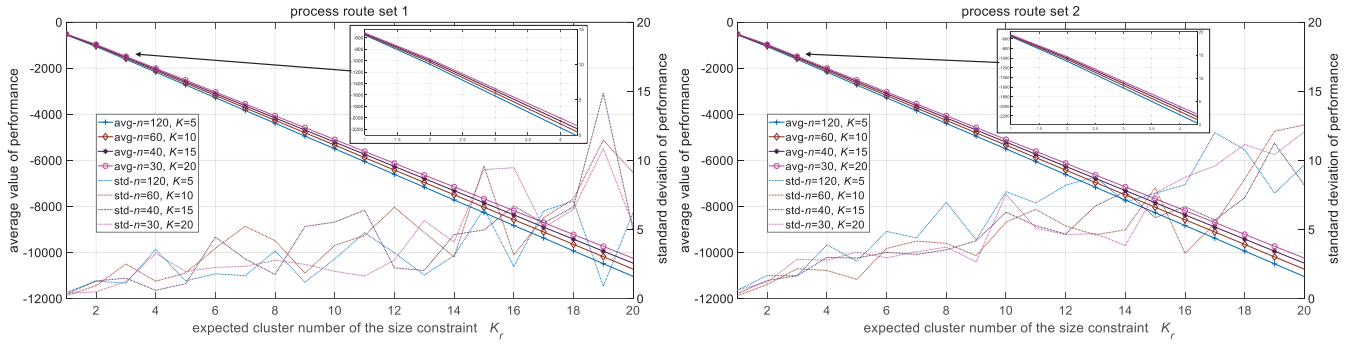 process route set 1
0
-2000
-4000
-6000
-8000
-10000
-12000
average value of performance
2 4 6 8 10 12 14 16 18 20
expected cluster number of the size constraint K_r
20
15
10
5
0
standard deviation of performance
avg-n=120, K=5
avg-n=60, K=10
avg-n=40, K=15
avg-n=30, K=20
std-n=120, K=5
std-n=60, K=10
std-n=40, K=15
std-n=30, K=20
process route set 2
0
-2000
-4000
-6000
-8000
-10000
-12000
average value of performance
2 4 6 8 10 12 14 16 18 20
expected cluster number of the size constraint K_r
20
15
10
5
0
standard deviation of performance
avg-n=120, K=5
avg-n=60, K=10
avg-n=40, K=15
avg-n=30, K=20
std-n=120, K=5
std-n=60, K=10
std-n=40, K=15
std-n=30, K=20